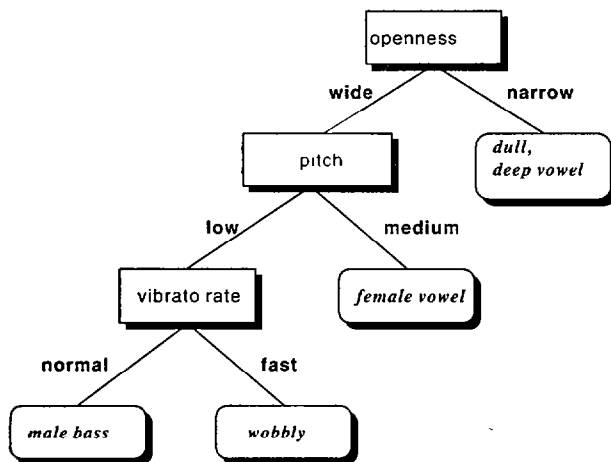 openness
wide
narrow
pitch
dull,
deep vowel
low
medium
vibrato rate
female vowel
normal
fast
male bass
wobbly